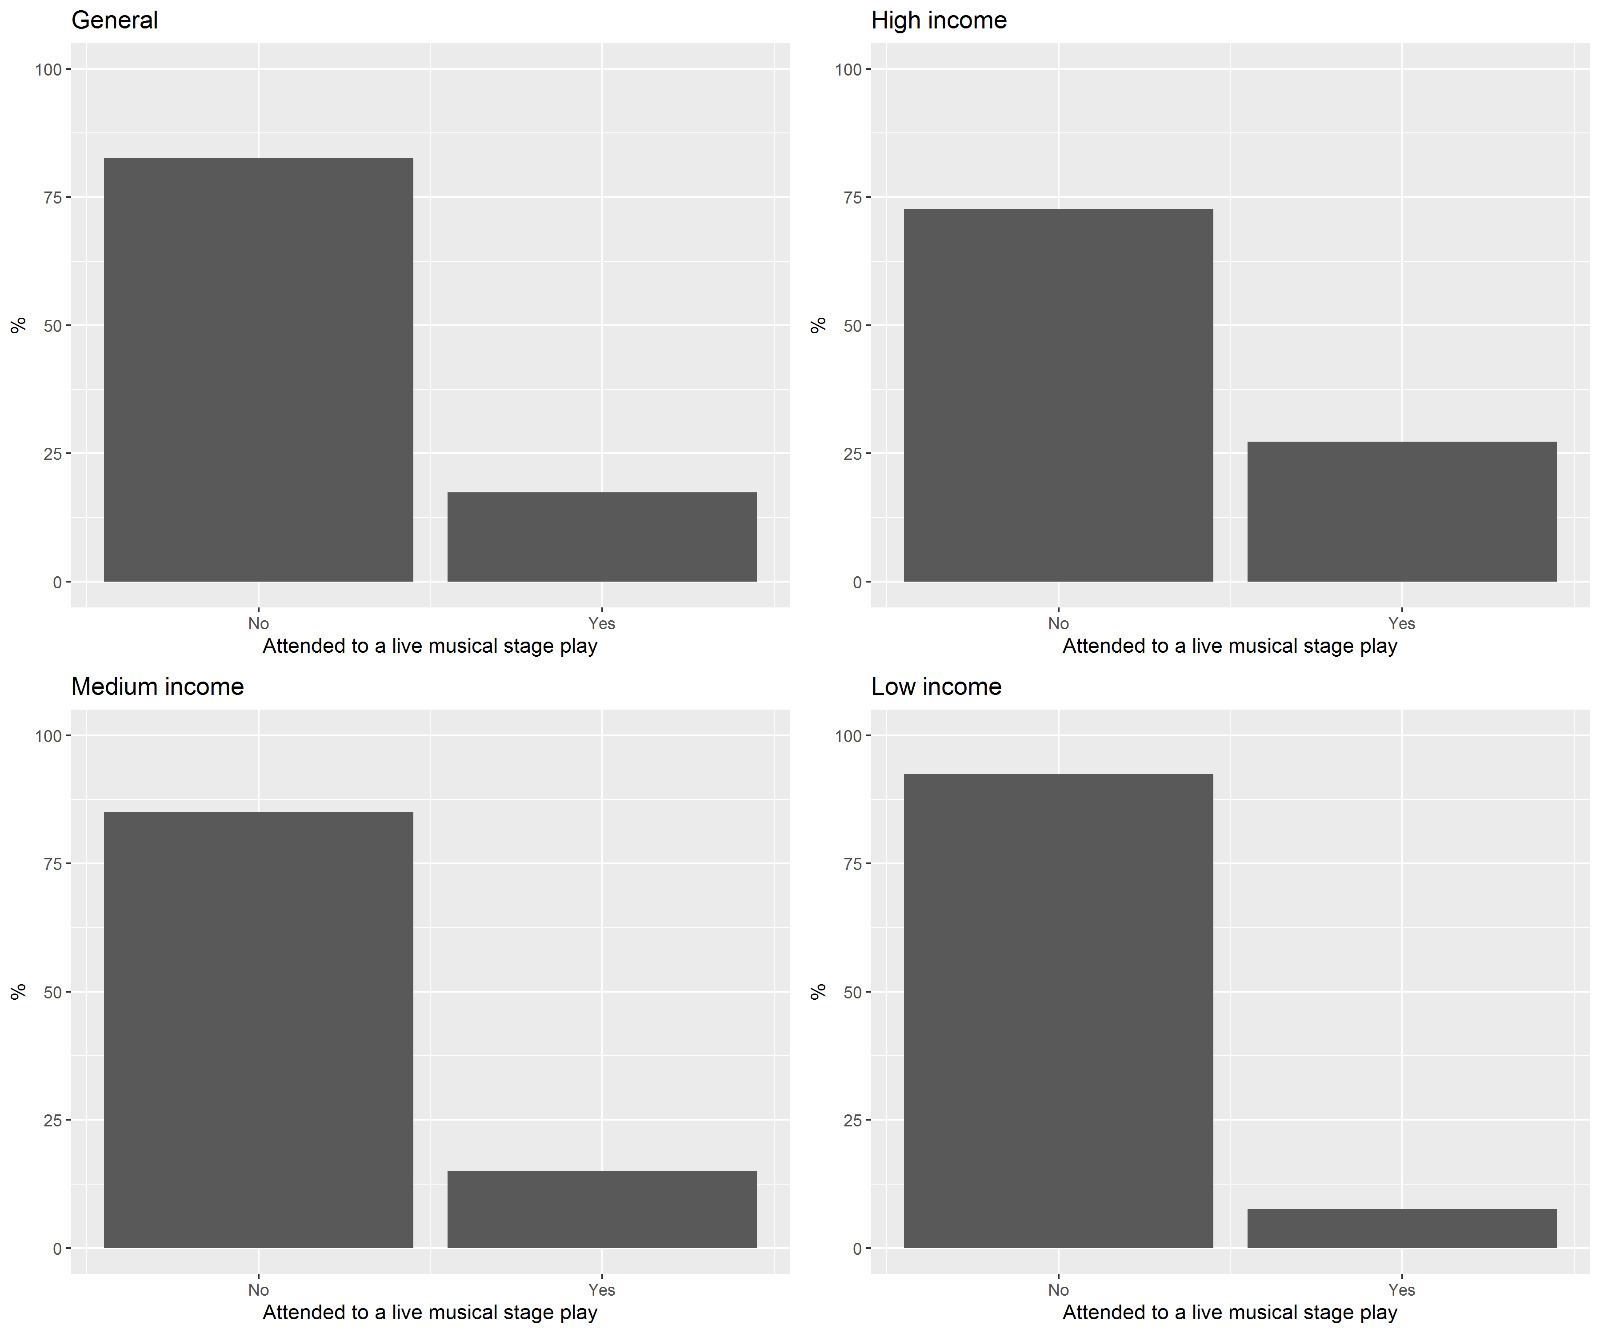 General
100
75
50
25
0
%
No Yes
Attended to a live musical stage play
High income
100
75
50
25
0
%
No Yes
Attended to a live musical stage play
Medium income
100
75
50
25
0
%
No Yes
Attended to a live musical stage play
Low income
100
75
50
25
0
%
No Yes
Attended to a live musical stage play